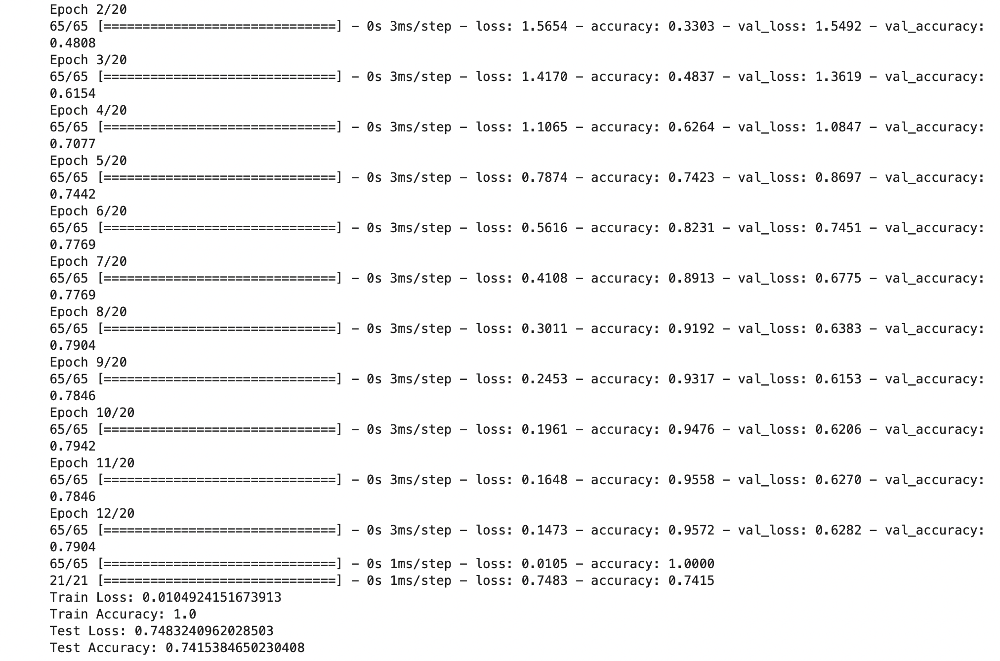 Epoch 2/20
65/65 [==============================] - 0s 3ms/step - loss: 1.5654 - accuracy: 0.3303 - val_loss: 1.5492 - val_accuracy:
0.4808
Epoch 3/20
65/65 [==============================] - 0s 3ms/step - loss: 1.4170 - accuracy: 0.4837 - val_loss: 1.3619 - val_accuracy:
0.6154
Epoch 4/20
65/65 [==============================] - 0s 3ms/step - loss: 1.1065 - accuracy: 0.6264 - val_loss: 1.0847 - val_accuracy:
0.7077
Epoch 5/20
65/65 [==============================] - 0s 3ms/step - loss: 0.7874 - accuracy: 0.7423 - val_loss: 0.8697 - val_accuracy:
0.7442
Epoch 6/20
65/65 [==============================] - 0s 3ms/step - loss: 0.5616 - accuracy: 0.8231 - val_loss: 0.7451 - val_accuracy:
0.7769
Epoch 7/20
65/65 [==============================] - 0s 3ms/step - loss: 0.4108 - accuracy: 0.8913 - val_loss: 0.6775 - val_accuracy:
0.7769
Epoch 8/20
65/65 [==============================] - 0s 3ms/step - loss: 0.3011 - accuracy: 0.9192 - val_loss: 0.6383 - val_accuracy:
0.7904
Epoch 9/20
65/65 [==============================] - 0s 3ms/step - loss: 0.2453 - accuracy: 0.9317 - val_loss: 0.6153 - val_accuracy:
0.7846
Epoch 10/20
65/65 [==============================] - 0s 3ms/step - loss: 0.1961 - accuracy: 0.9476 - val_loss: 0.6206 - val_accuracy:
0.7942
Epoch 11/20
65/65 [==============================] - 0s 3ms/step - loss: 0.1648 - accuracy: 0.9558 - val_loss: 0.6270 - val_accuracy:
0.7846
Epoch 12/20
65/65 [==============================] - 0s 3ms/step - loss: 0.1473 - accuracy: 0.9572 - val_loss: 0.6282 - val_accuracy:
0.7904
65/65 [==============================] - 0s 1ms/step - loss: 0.0105 - accuracy: 1.0000
21/21 [==============================] - 0s 1ms/step - loss: 0.7483 - accuracy: 0.7415
Train Loss: 0.0104924151673913
Train Accuracy: 1.0
Test Loss: 0.7483240962028503
Test Accuracy: 0.7415384650230408